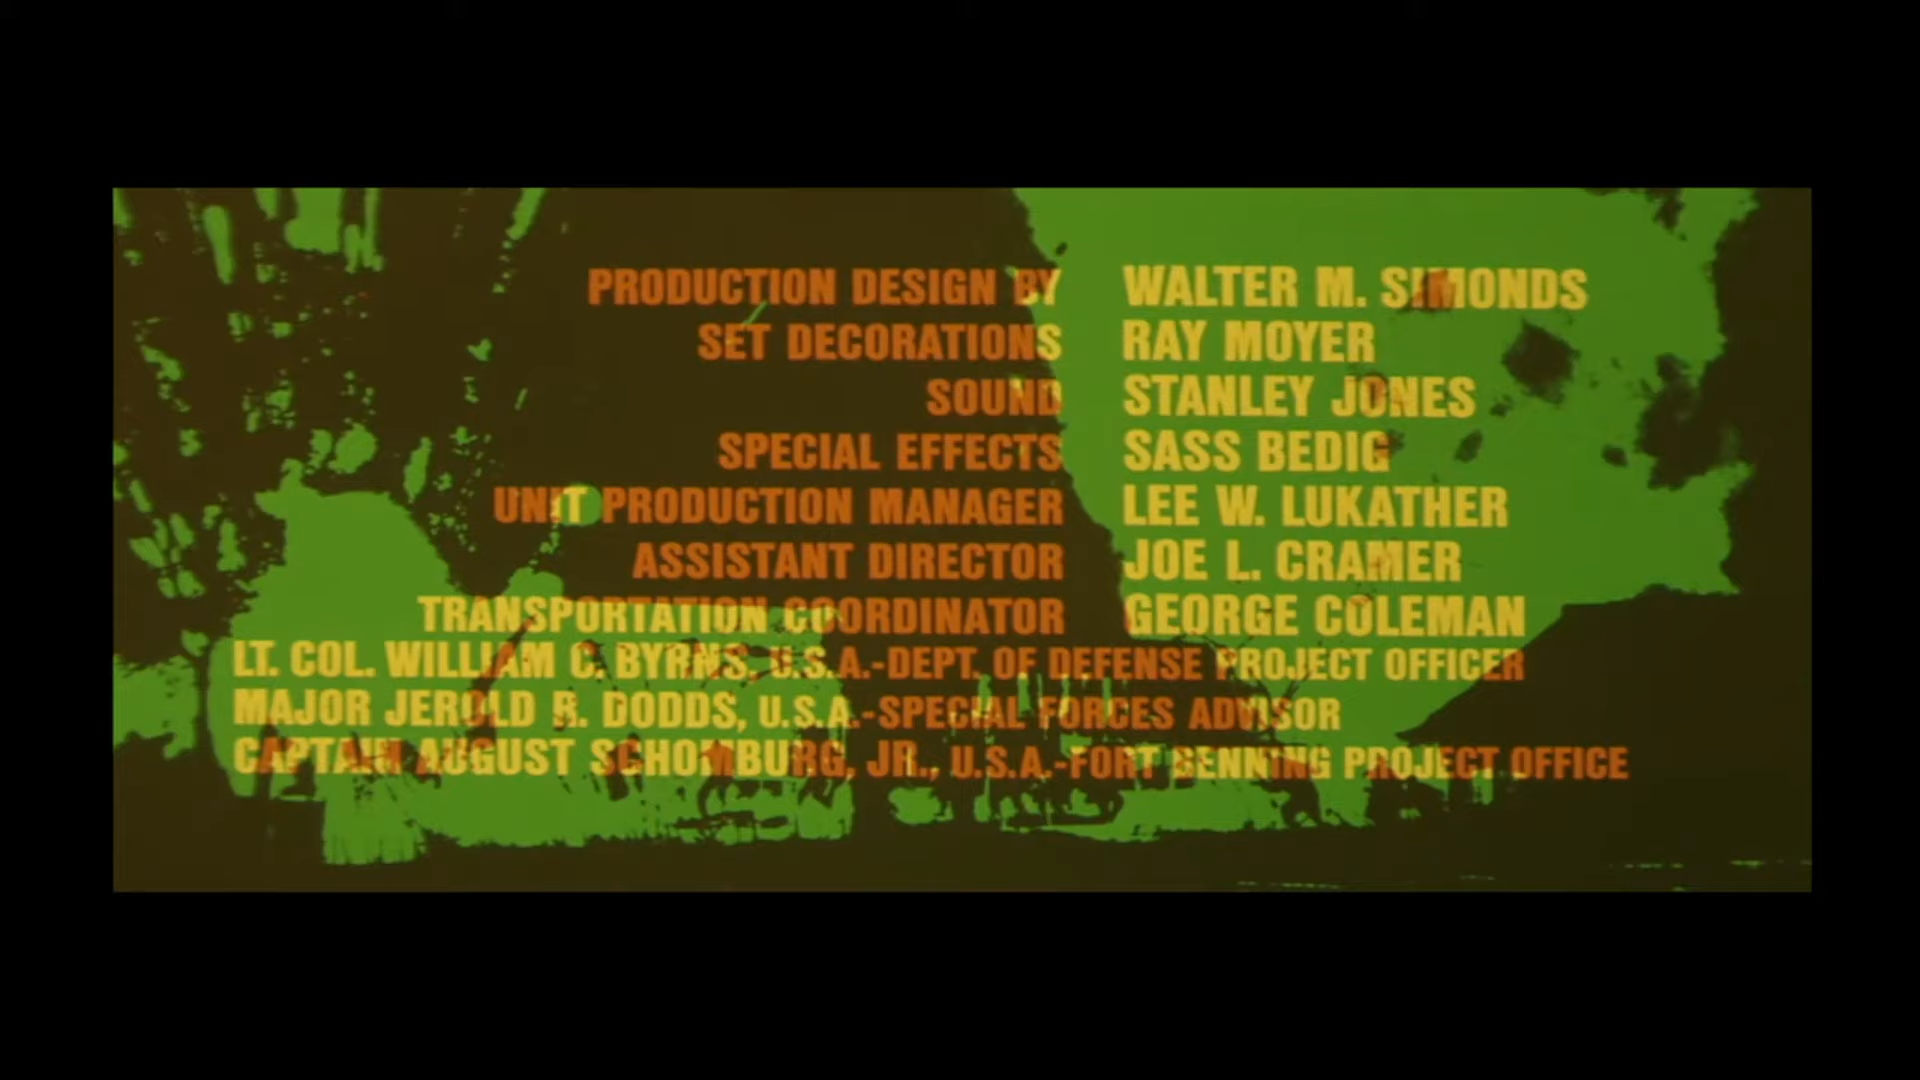 PRODUCTION DESIGN BY WALTER M. SIMONDS
SET DECORATIONS RAY MOYER
SOUND STANLEY JONES
SPECIAL EFFECTS SASS BEDIG
UNIT PRODUCTION MANAGER LEE W. LUKATHER
ASSISTANT DIRECTOR JOE L. CRAMER
TRANSPORTATION COORDINATOR GEORGE COLEMAN
LT. COL. WILLIAM C. BYRNS, U.S.A.-DEPT. OF DEFENSE PROJECT OFFICER
MAJOR JEROLD R. DODDS, U.S.A.-SPECIAL FORCES ADVISOR
CAPTAIN AUGUST SCHOMBURG, JR., U.S.A.-FORT BENNING PROJECT OFFICE